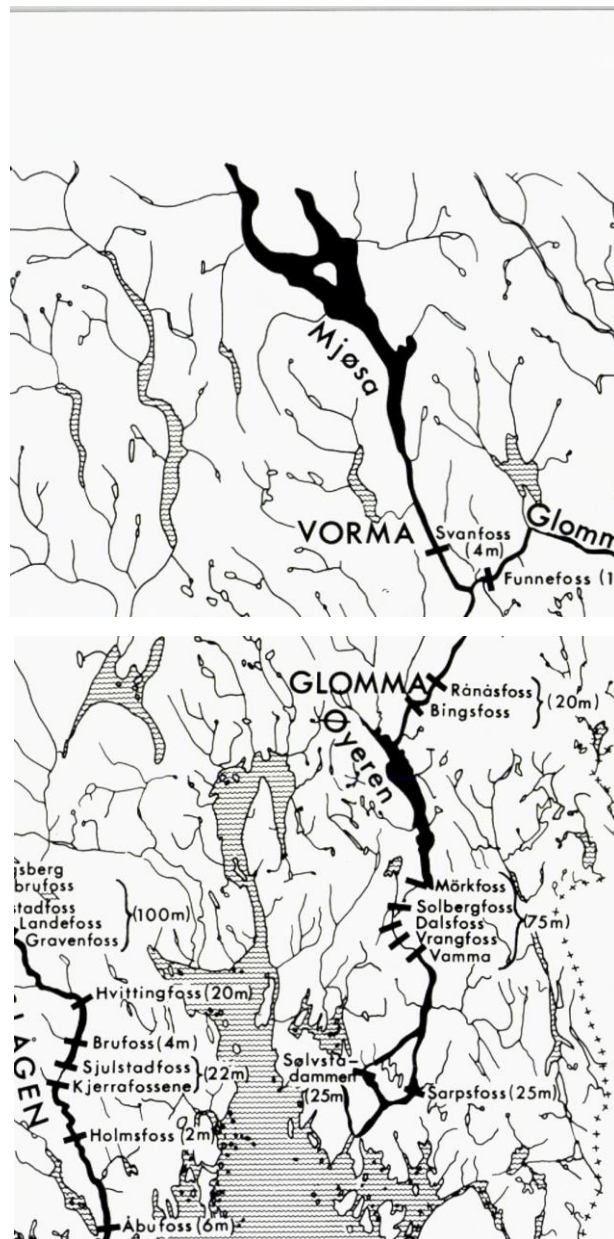 Mjøsa
VORMA
Svanfoss
(4m)
Glomm
Funnefoss (1
GLOMMA
Rånåsfoss
Bingsfoss
(20m)
Øyeren
Mörkfoss
Solbergfoss
Dalsfoss
Vrangfoss
Vamma
(75m)
gsberg
brufoss
stadfoss
Landefoss
Gravenfoss
(100m)
Hvittingfoss (20m)
Brufoss (4m)
Sjulstadfoss
Kjerrafossene
(22m)
LÅGEN
Holmsfoss (2m)
Åbufoss (6m)
Sølvsta-
dammen
(25m)
Sarpsfoss (25m)